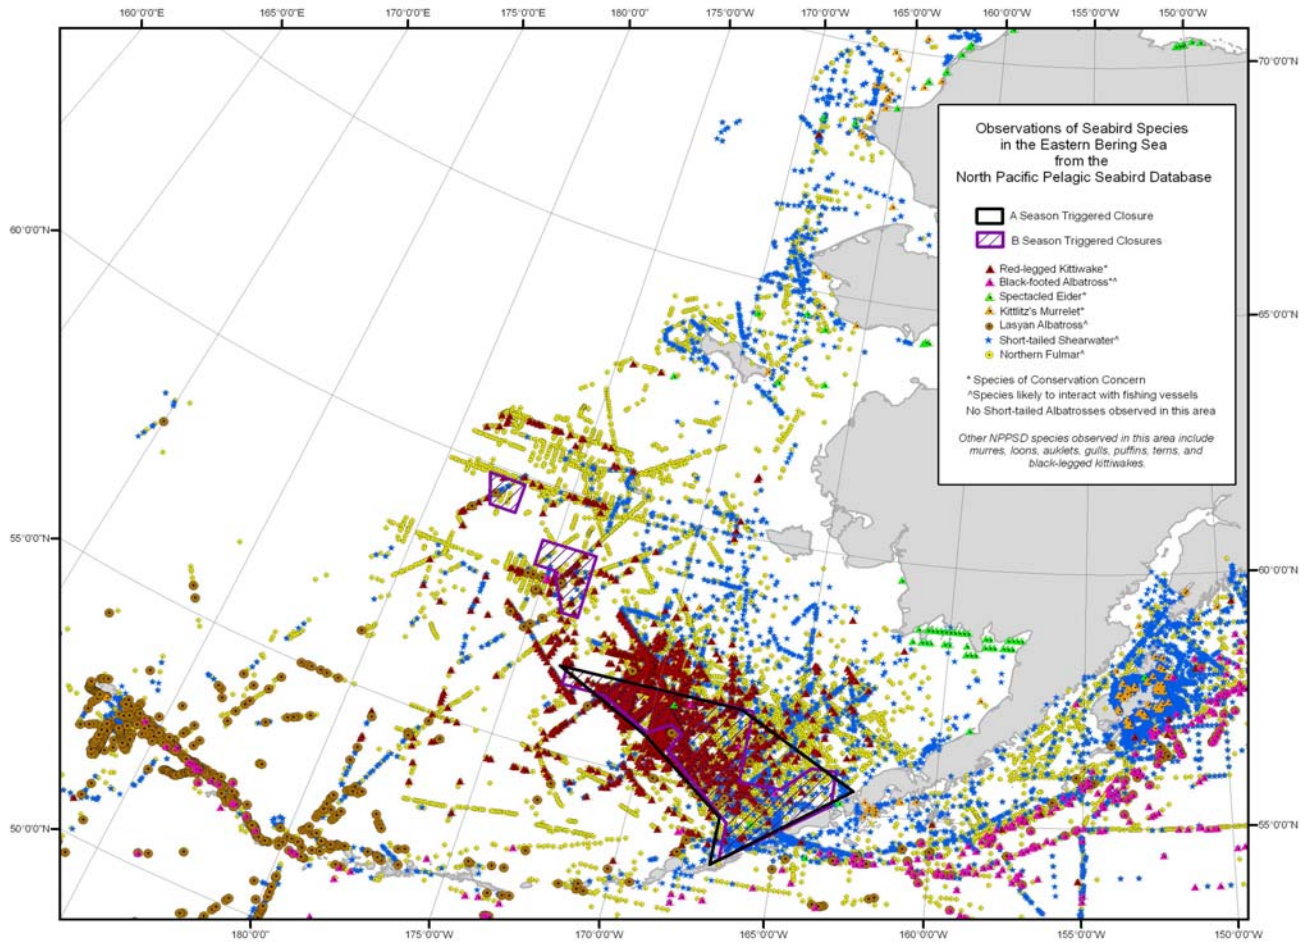 160°0'0"E 165°0'0"E 170°0'0"W 175°0'0"E 180°0'0" 175°0'0"W 170°0'0"W 165°0'0"W 160°0'0"W 155°0'0"W 150°0'0"W
70°0'0"N
Observations of Seabird Species
in the Eastern Bering Sea
from the
North Pacific Pelagic Seabird Database
A Season Triggered Closure
B Season Triggered Closures
Red-legged Kittiwake*
Black-footed Albatross*^
Spectacled Eider*
Kittlitz's Murrelet*
Lasyan Albatross^
Short-tailed Shearwater^
Northern Fulmar^
* Species of Conservation Concern
^Species likely to interact with fishing vessels
No Short-tailed Albatrosses observed in this area
Other NPPSD species observed in this area include
murres, loons, auklets, gulls, puffins, terns, and
black-legged kittiwakes.
60°0'0"N
65°0'0"N
55°0'0"N
60°0'0"N
50°0'0"N
55°0'0"N
180°0'0" 175°0'0"W 170°0'0"W 165°0'0"W 160°0'0"W 155°0'0"W 150°0'0"W